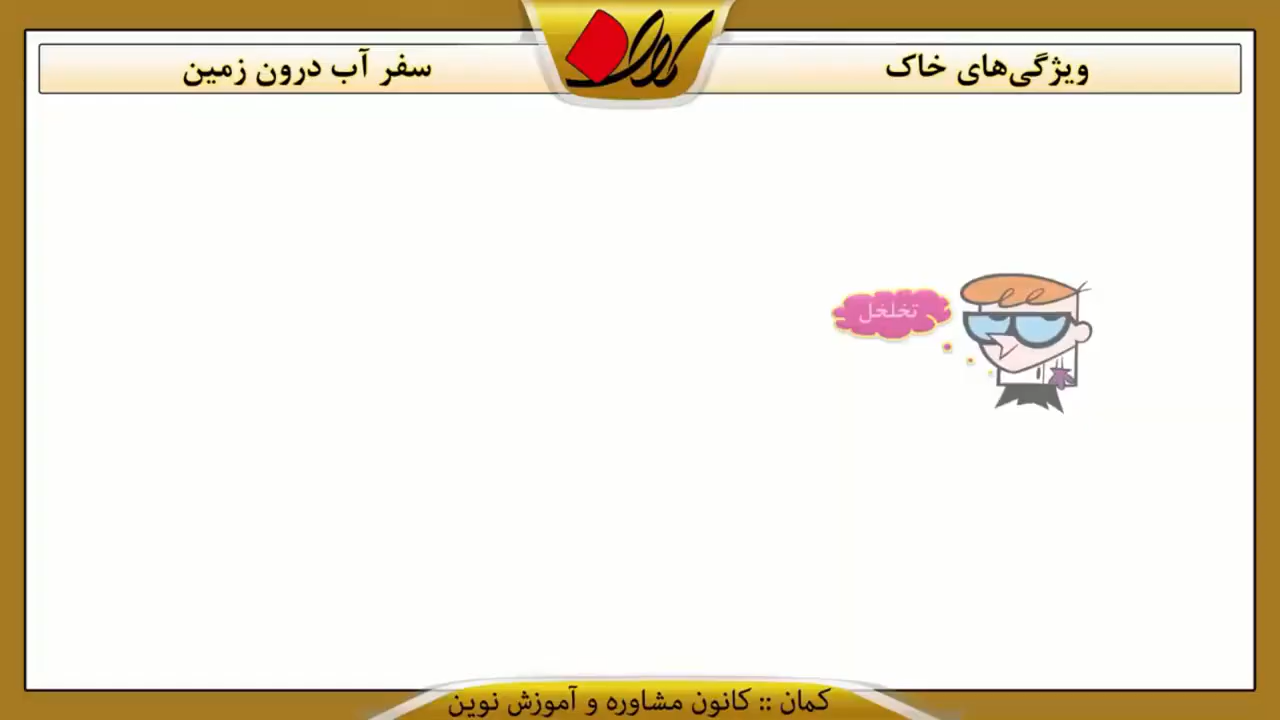 ویژگی‌های خاک
سفر آب درون زمین
تخلخل
کمان :: کانون مشاوره و آموزش نوین